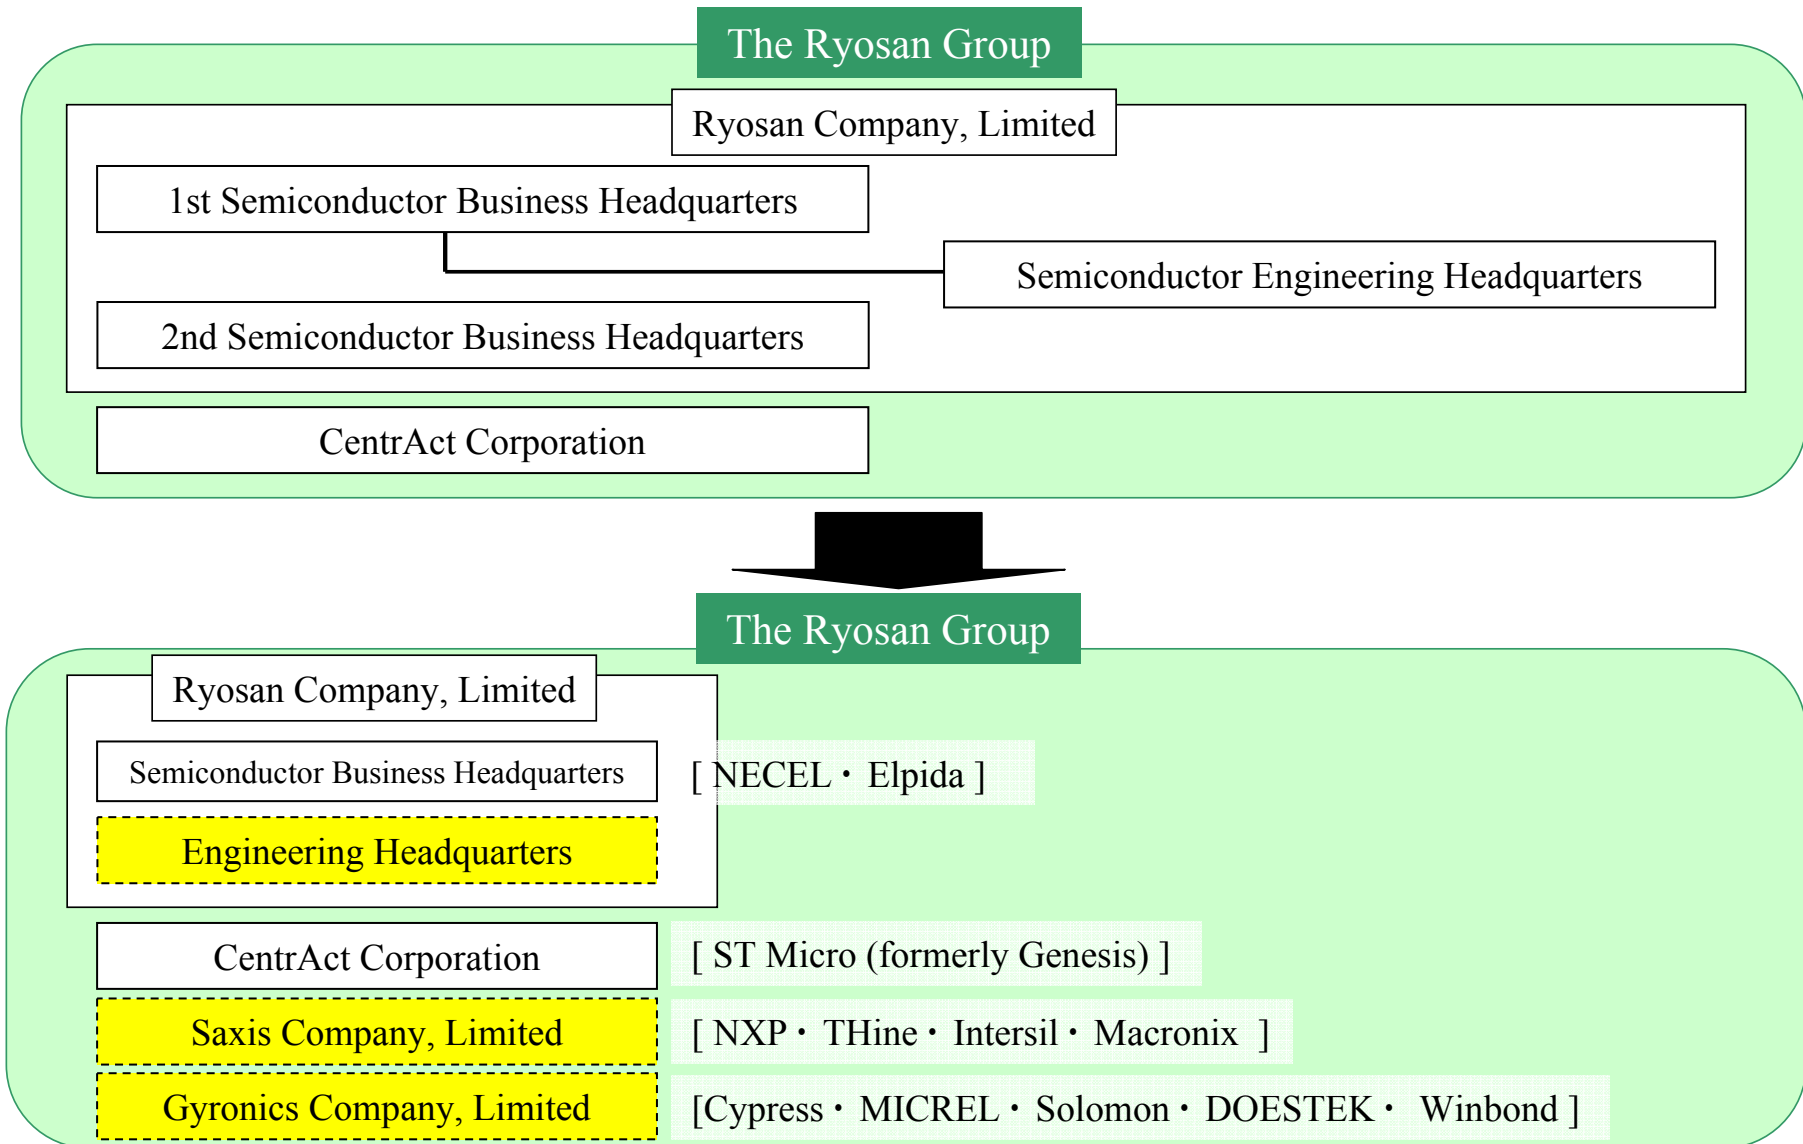 The Ryosan Group
Ryosan Company, Limited
1st Semiconductor Business Headquarters
Semiconductor Engineering Headquarters
2nd Semiconductor Business Headquarters
CentrAct Corporation
The Ryosan Group
Ryosan Company, Limited
Semiconductor Business Headquarters [ NECEL・ Elpida ]
Engineering Headquarters
CentrAct Corporation [ ST Micro (formerly Genesis) ]
Saxis Company, Limited [ NXP・ THine・ Intersil・ Macronix ]
Gyronics Company, Limited [Cypress・ MICREL・ Solomon・ DOESTEK・ Winbond ]